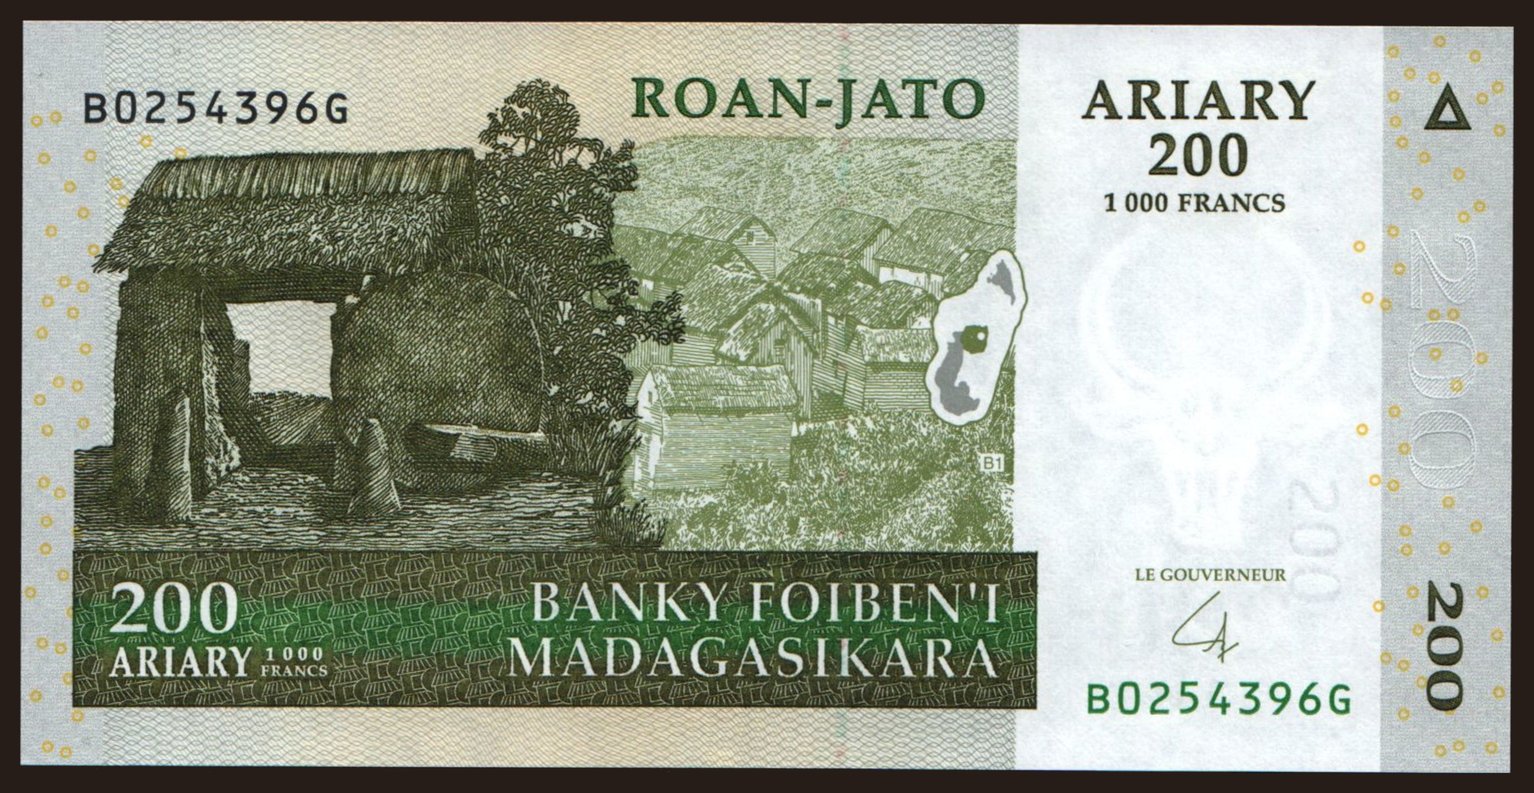 B0254396G
ROAN-JATO
ARIARY
200
1 000 FRANCS
200
B1
200
LE GOUVERNEUR
200
ARIARY 1 000 FRANCS
BANKY FOIBEN'I
MADAGASIKARA
B0254396G
200